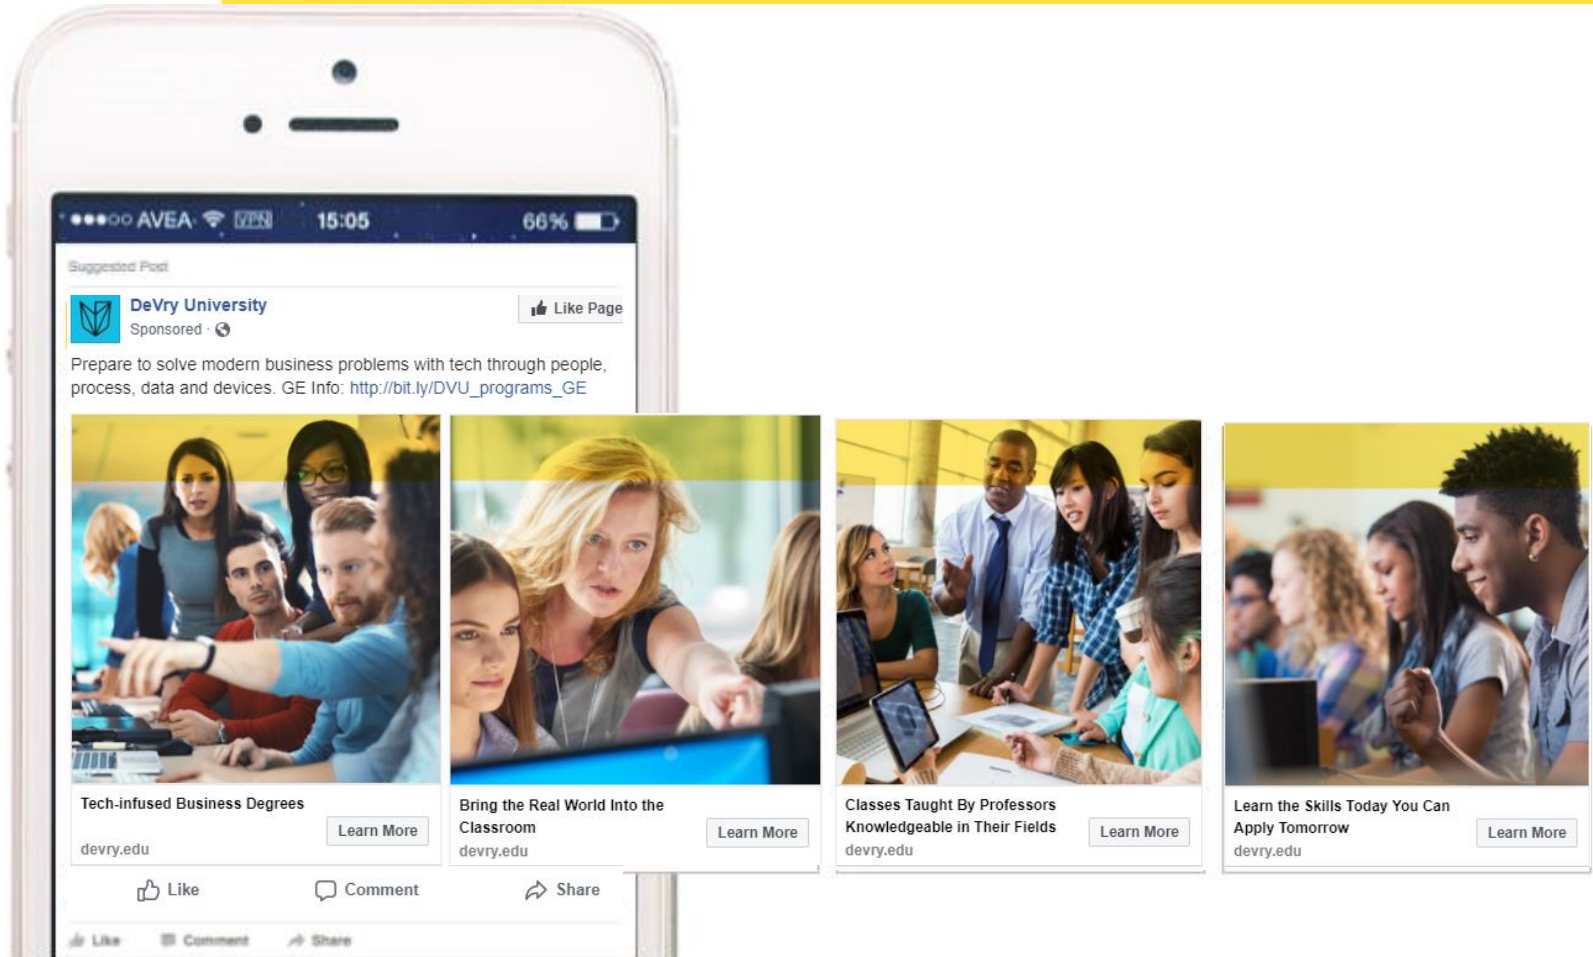 AVEA VPN 15:05 66%
Suggested Post
DeVry University
Like Page
Sponsored ·
Prepare to solve modern business problems with tech through people,
process, data and devices. GE Info: http://bit.ly/DVU_programs_GE
Tech-infused Business Degrees
Learn More
devry.edu
Bring the Real World Into the
Classroom
Learn More
devry.edu
Classes Taught By Professors
Knowledgeable in Their Fields
Learn More
devry.edu
Learn the Skills Today You Can
Apply Tomorrow
Learn More
devry.edu
Like Comment Share
Like Comment Share